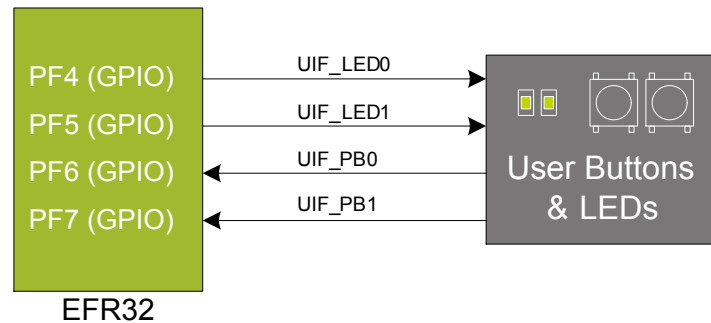 PF4 (GPIO)
PF5 (GPIO)
PF6 (GPIO)
PF7 (GPIO)
EFR32
UIF_LED0
UIF_LED1
UIF_PB0
UIF_PB1
User Buttons
& LEDs